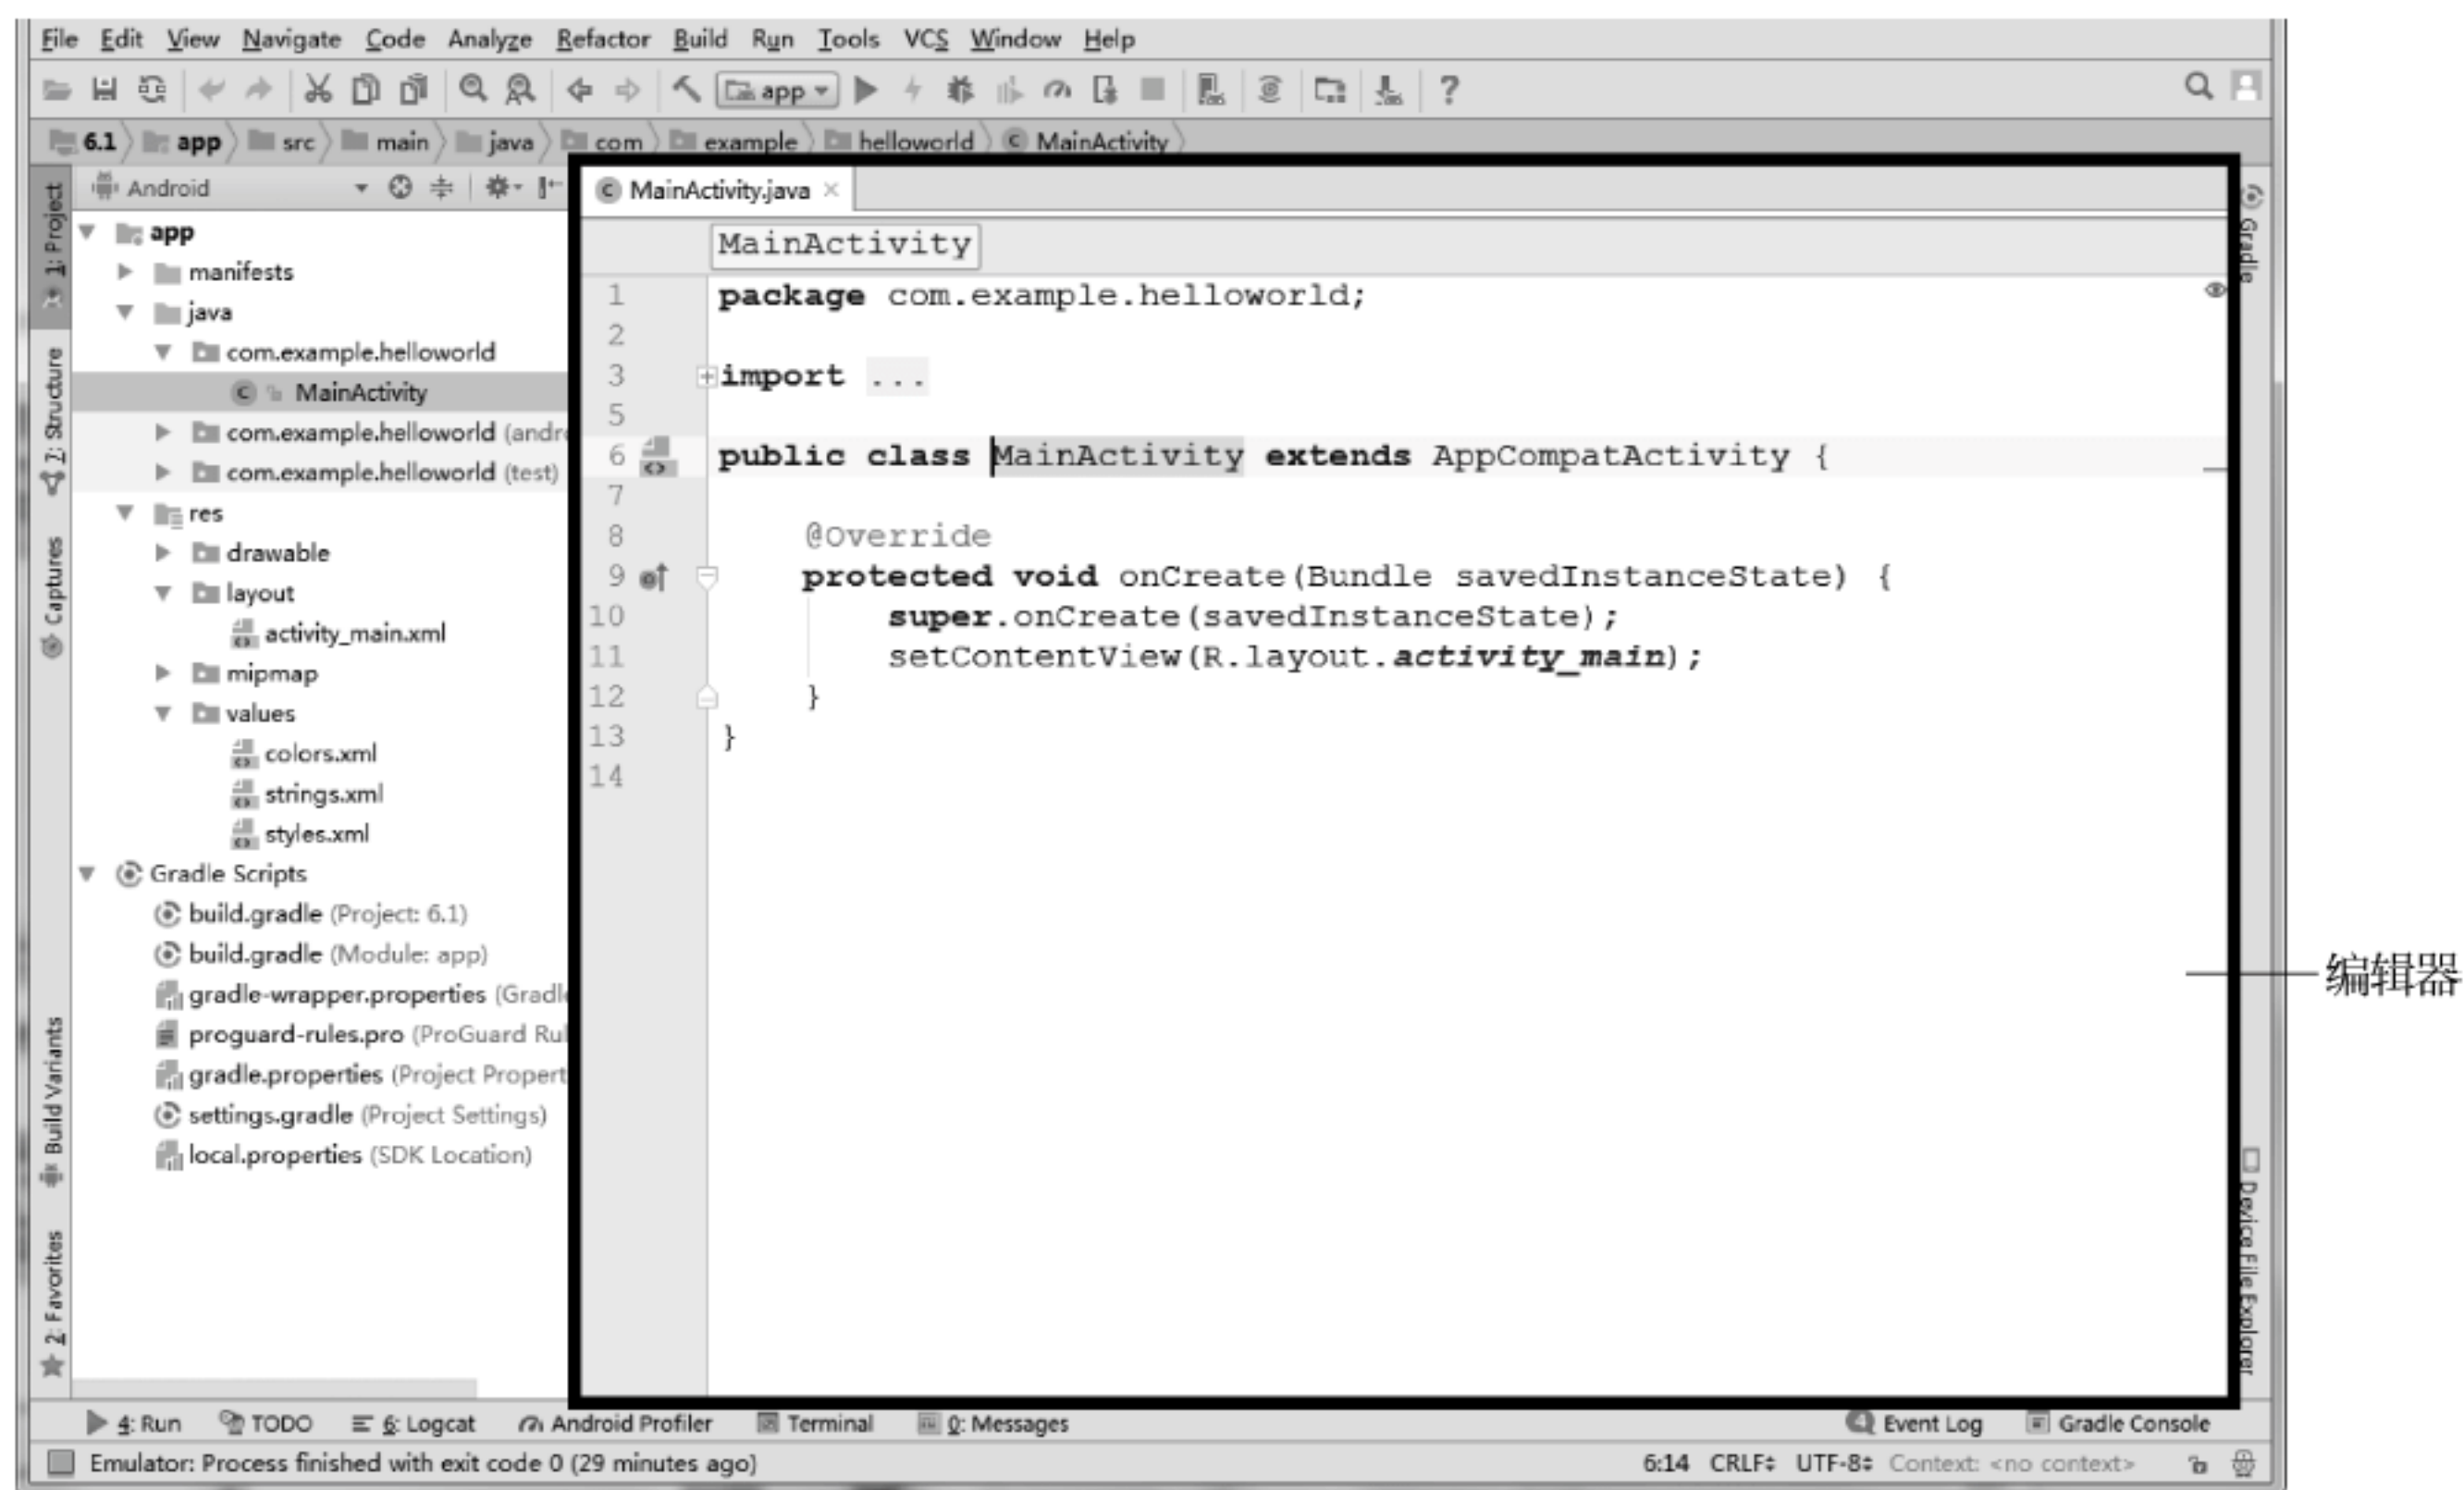 File Edit View Navigate Code Analyze Refactor Build Run Tools VCS Window Help
app
6.1 app src main java com example helloworld MainActivity
1: Project
7: Structure
Captures
Build Variants
2: Favorites
Android
app
manifests
java
com.example.helloworld
MainActivity
com.example.helloworld (andr
com.example.helloworld (test)
res
drawable
layout
activity_main.xml
mipmap
values
colors.xml
strings.xml
styles.xml
Gradle Scripts
build.gradle (Project: 6.1)
build.gradle (Module: app)
gradle-wrapper.properties (Gradl
proguard-rules.pro (ProGuard Rul
gradle.properties (Project Propert
settings.gradle (Project Settings)
local.properties (SDK Location)
MainActivity.java
MainActivity
1 package com.example.helloworld;
2
3 import ...
5
6 public class MainActivity extends AppCompatActivity {
7
8 @Override
9 protected void onCreate(Bundle savedInstanceState) {
10 super.onCreate(savedInstanceState);
11 setContentView(R.layout.activity_main);
12 }
13 }
14
Gradle
Device File Explorer
编辑器
4: Run TODO 6: Logcat Android Profiler Terminal 0: Messages Event Log Gradle Console
Emulator: Process finished with exit code 0 (29 minutes ago) 6:14 CRLF UTF-8 Context: <no context>